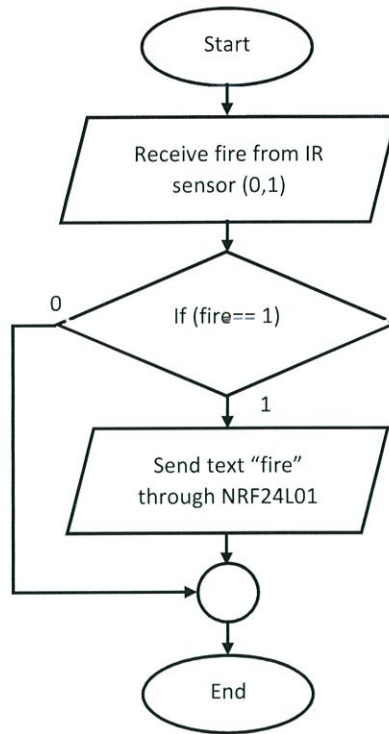 Start
Receive fire from IR
sensor (0,1)
0
If (fire== 1)
1
Send text “fire”
through NRF24L01
End